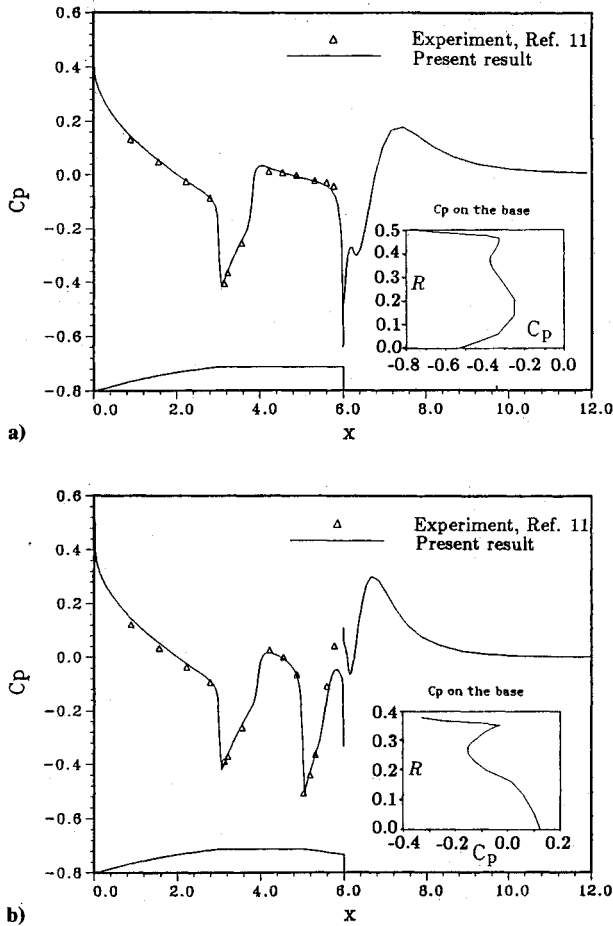 0.6
Experiment, Ref. 11
Present result
0.4
0.2
0.0
Cp
-0.2
-0.4
-0.6
-0.8
Cp on the base
0.5
0.4
0.3
R
0.2
0.1
Cp
0.0
-0.8 -0.6 -0.4 -0.2 0.0
0.0 2.0 4.0 6.0 8.0 10.0 12.0
a)
x
0.6
Experiment, Ref. 11
Present result
0.4
0.2
0.0
Cp
-0.2
-0.4
-0.6
-0.8
Cp on the base
0.4
0.3
R
0.2
0.1
0.0
-0.4 -0.2 0.0 0.2
Cp
0.0 2.0 4.0 6.0 8.0 10.0 12.0
b)
x